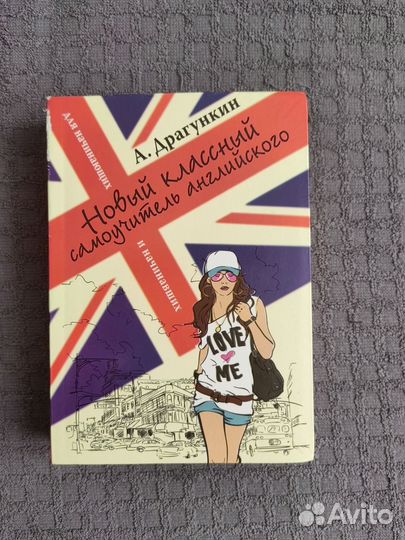 А. Драгункин
для начинающих
Новый классный
самоучитель английского
и начинавших
LOVE
ME
Avito